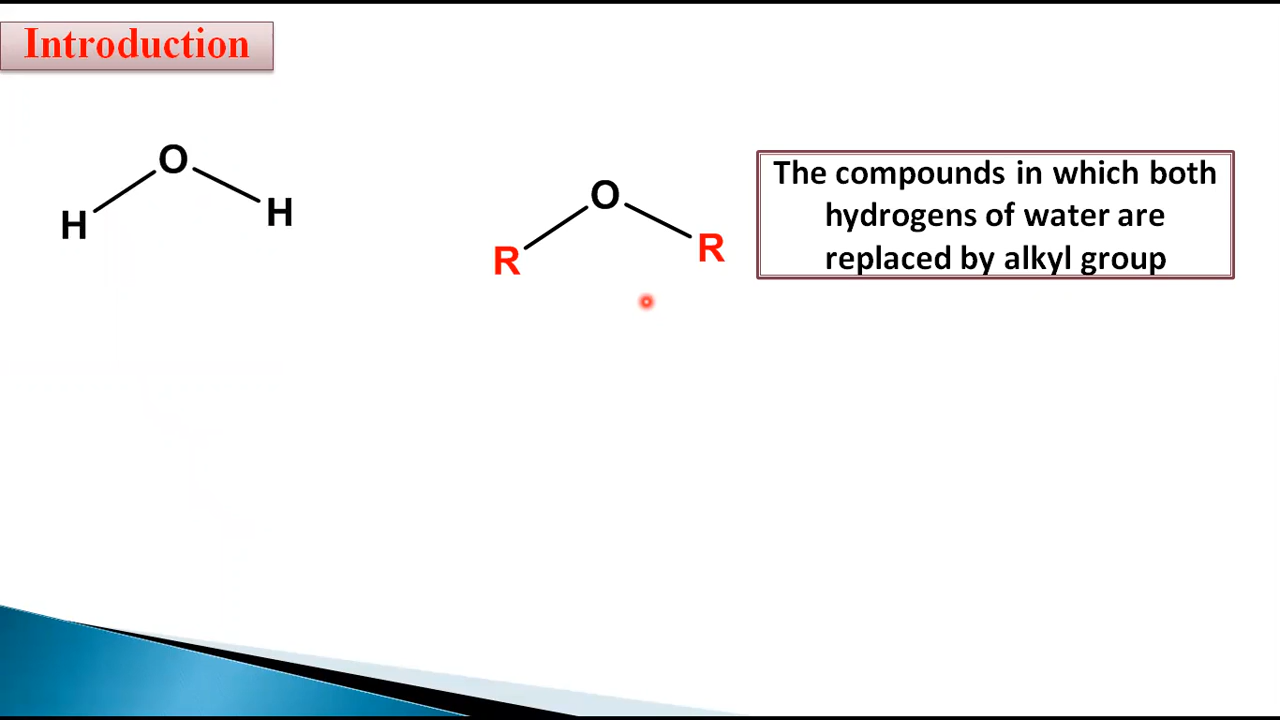 Introduction
O
H
H
O
R
R
The compounds in which both
hydrogens of water are
replaced by alkyl group